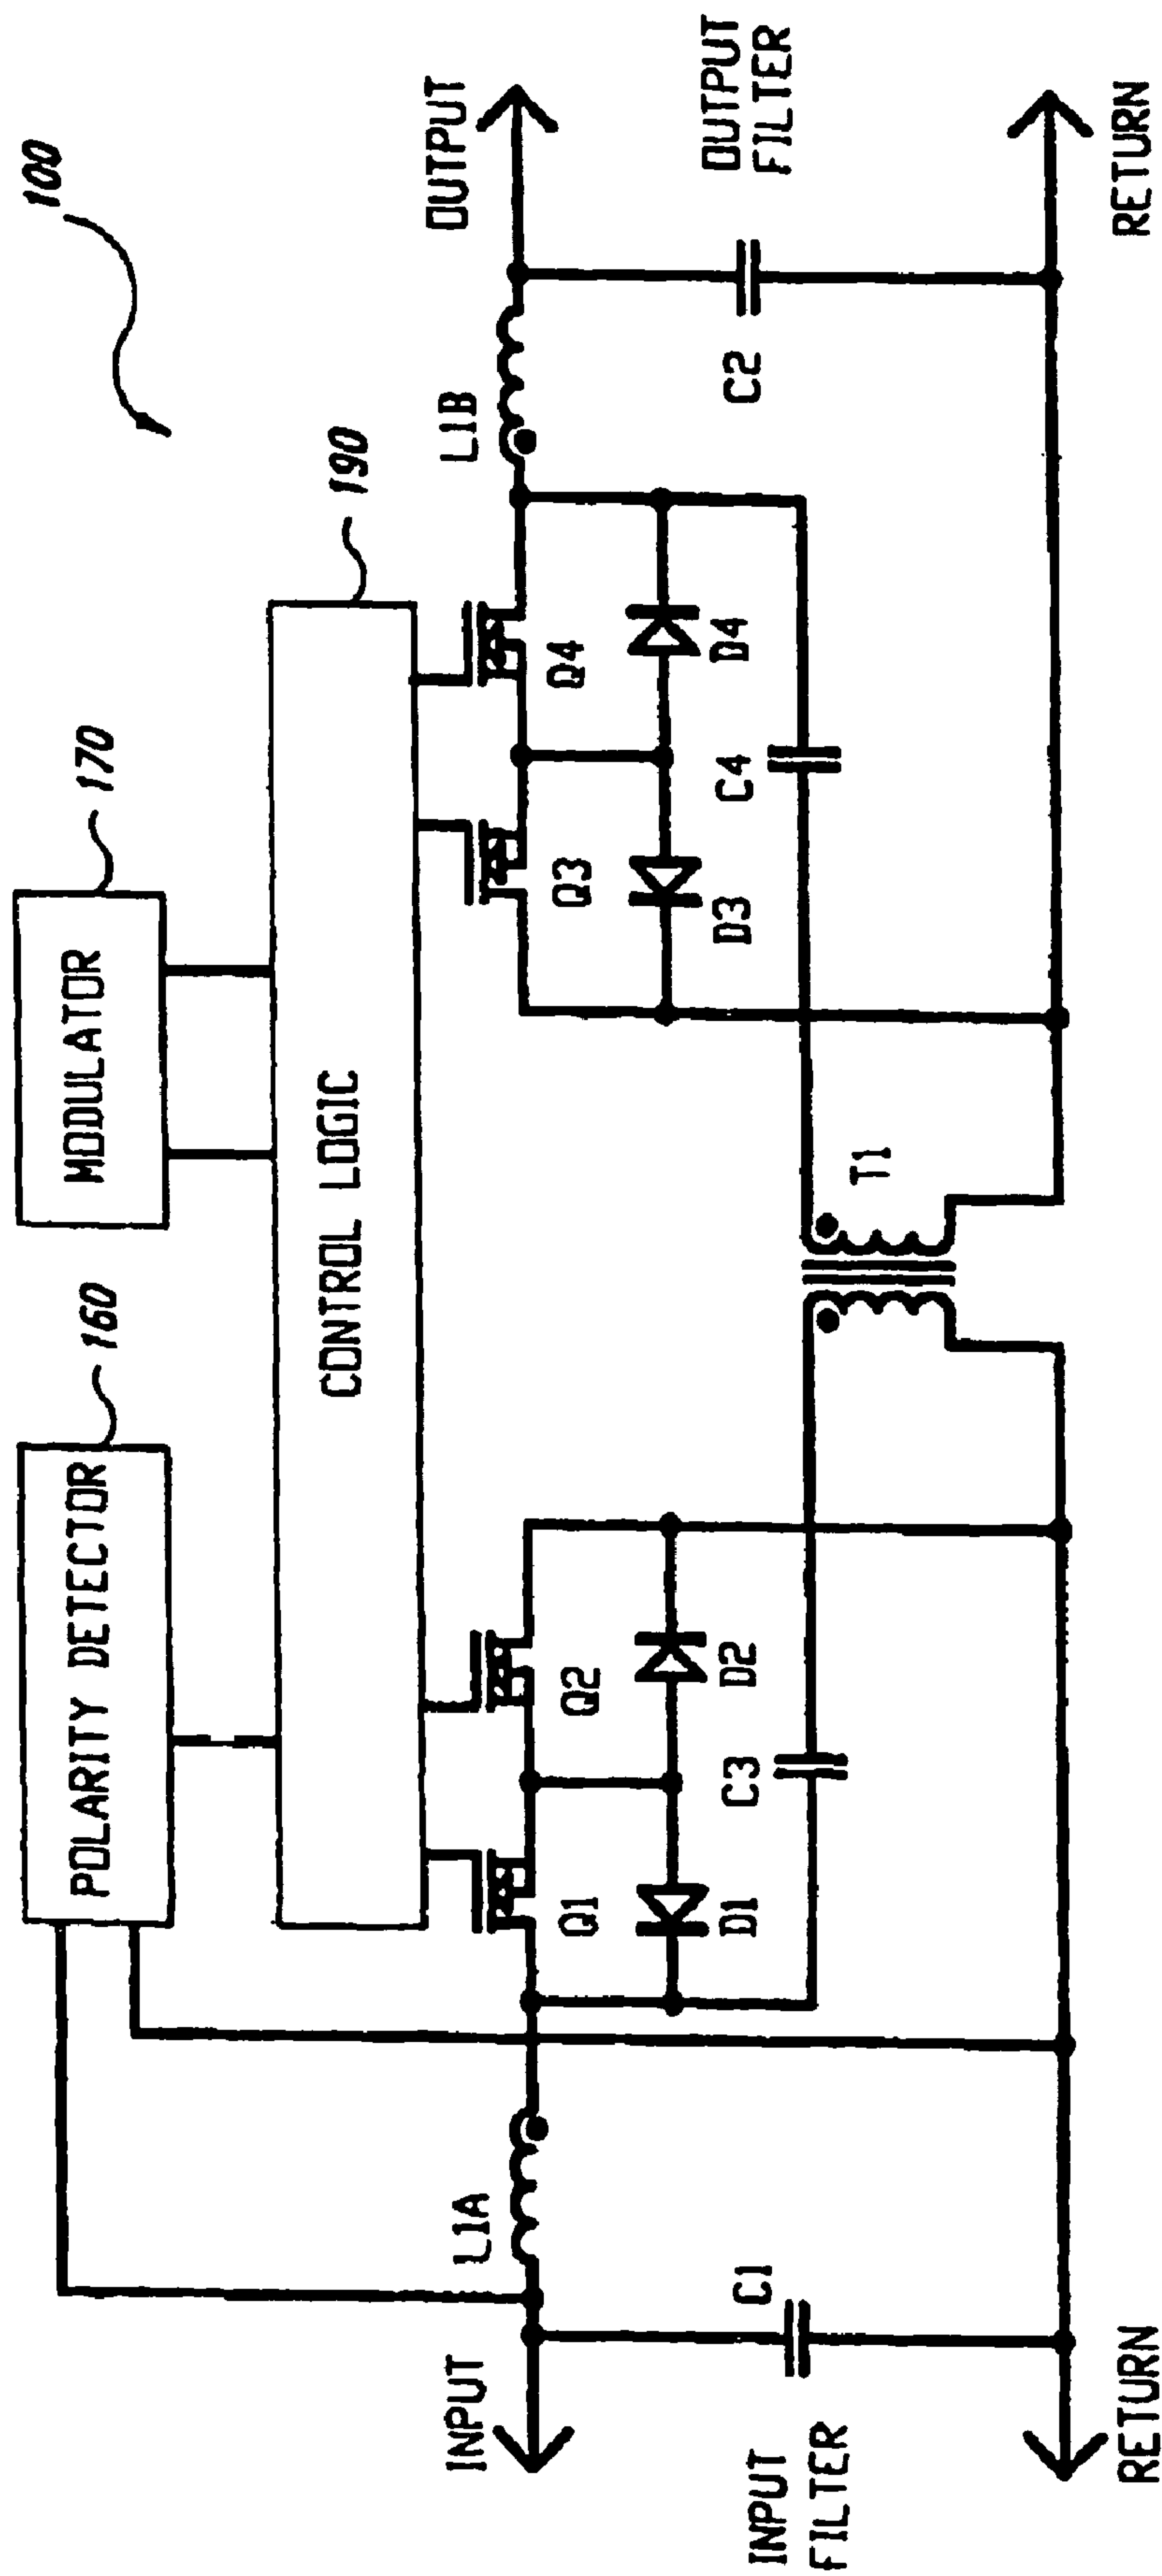 100
POLARITY DETECTOR
160
MODULATOR
170
CONTROL LOGIC
190
INPUT
L1A
Q1
Q2
Q3
Q4
L1B
OUTPUT
D1
D2
D3
D4
C1
C3
C4
C2
INPUT
FILTER
T1
OUTPUT
FILTER
RETURN
RETURN